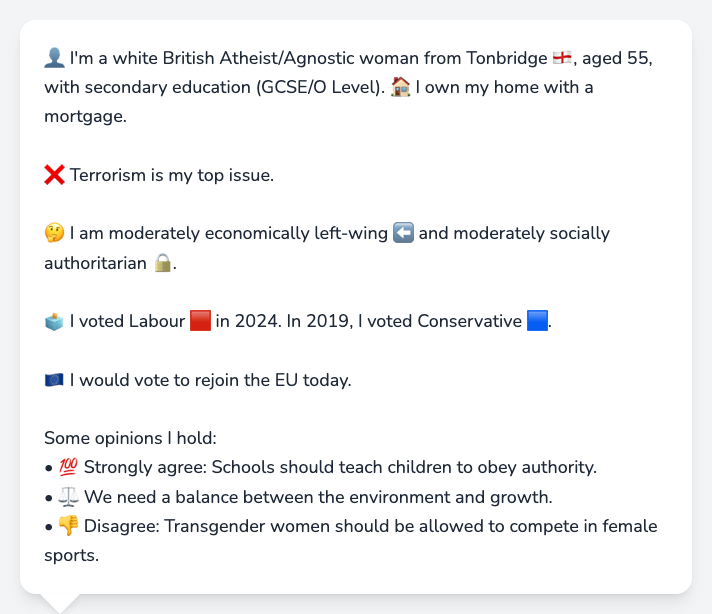 👤 I'm a white British Atheist/Agnostic woman from Tonbridge 🏴󠁧󠁢󠁥󠁮󠁧󠁿, aged 55,
with secondary education (GCSE/O Level). 🏠 I own my home with a
mortgage.
❌ Terrorism is my top issue.
🤔 I am moderately economically left-wing ⬅️ and moderately socially
authoritarian 🔒.
🗳️ I voted Labour 🟥 in 2024. In 2019, I voted Conservative 🟦.
🇪🇺 I would vote to rejoin the EU today.
Some opinions I hold:
• 💯 Strongly agree: Schools should teach children to obey authority.
• ⚖️ We need a balance between the environment and growth.
• 👎 Disagree: Transgender women should be allowed to compete in female
sports.